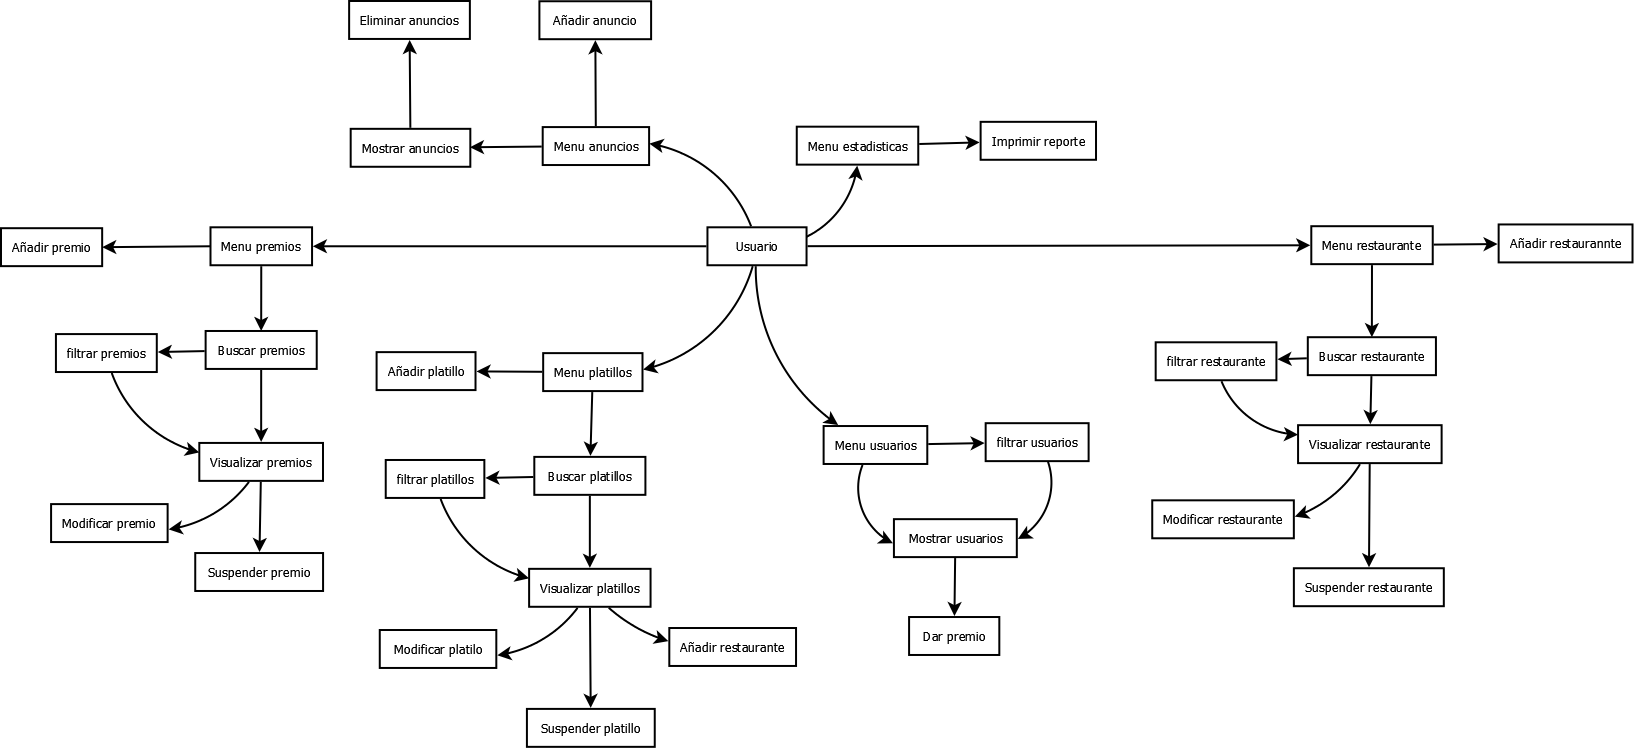 Eliminar anuncios
Añadir anuncio
Mostrar anuncios
Menu anuncios
Menu estadisticas
Imprimir reporte
Añadir premio
Menu premios
Usuario
Menu restaurante
Añadir restaurannte
filtrar premios
Buscar premios
Añadir platillo
Menu platillos
filtrar restaurante
Buscar restaurante
Visualizar premios
filtrar platillos
Buscar platillos
Menu usuarios
filtrar usuarios
Visualizar restaurante
Modificar premio
Suspender premio
Mostrar usuarios
Modificar restaurante
Visualizar platillos
Suspender restaurante
Modificar platilo
Añadir restaurante
Dar premio
Suspender platillo